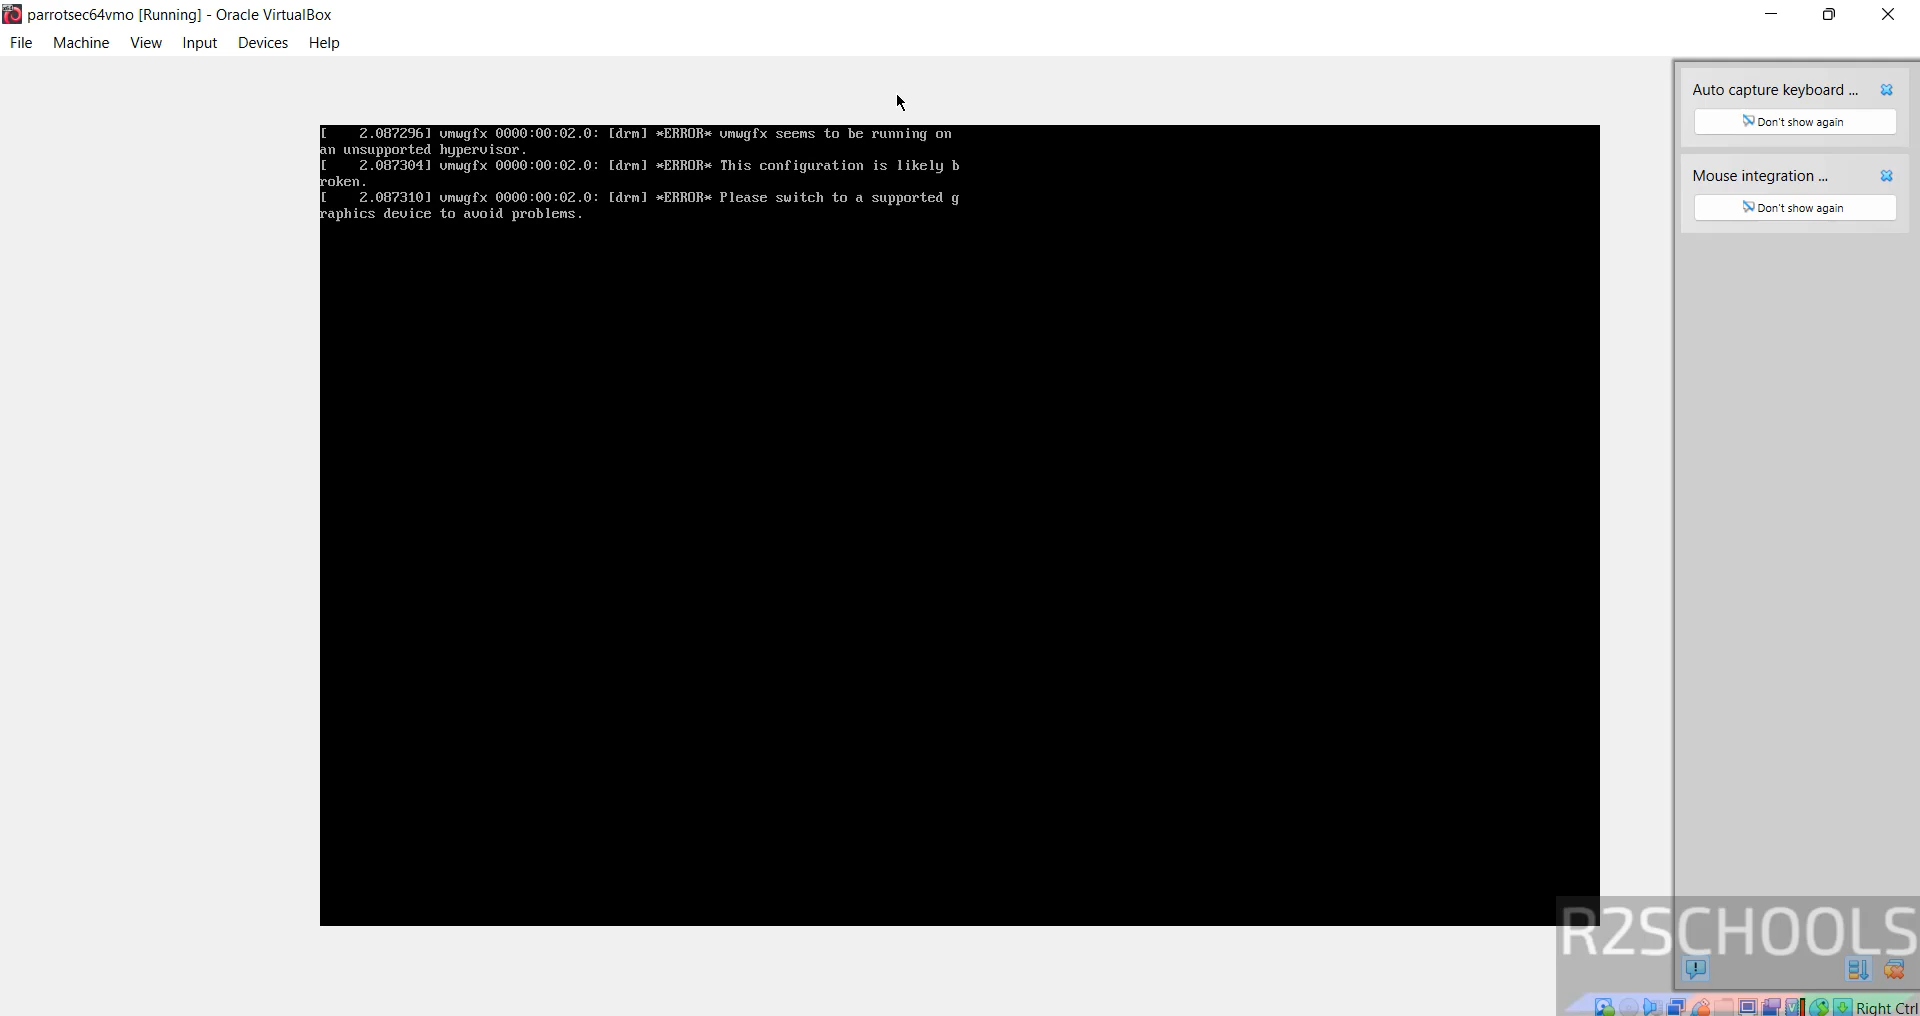 parrotsec64vmo [Running] - Oracle VirtualBox
File Machine View Input Devices Help
Auto capture keyboard ...
Don't show again
Mouse integration ...
Don't show again
[    2.087296] vmwgfx 0000:00:02.0: [drm] *ERROR* vmwgfx seems to be running on
an unsupported hypervisor.
[    2.087304] vmwgfx 0000:00:02.0: [drm] *ERROR* This configuration is likely b
roken.
[    2.087310] vmwgfx 0000:00:02.0: [drm] *ERROR* Please switch to a supported g
raphics device to avoid problems.
R2SCHOOLS
Right Ctrl